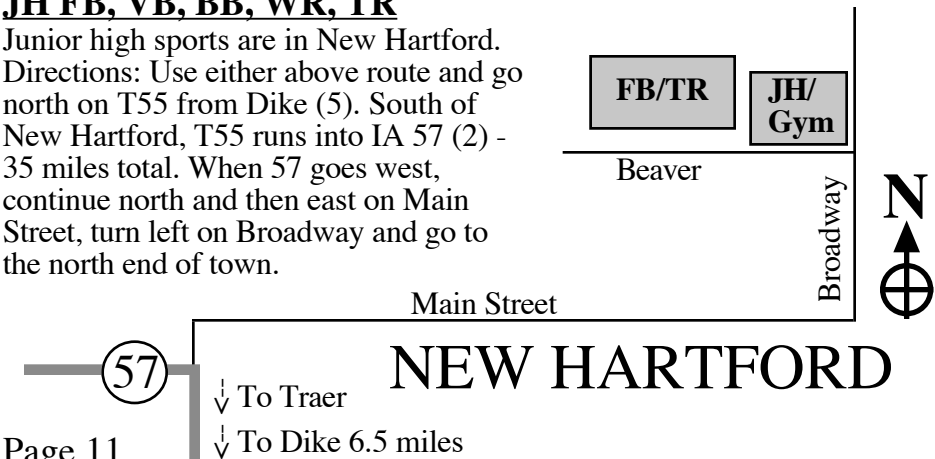 JH FB, VB, BB, WR, TR
Junior high sports are in New Hartford.
Directions: Use either above route and go
north on T55 from Dike (5). South of
New Hartford, T55 runs into IA 57 (2) -
35 miles total. When 57 goes west,
continue north and then east on Main
Street, turn left on Broadway and go to
the north end of town.
FB/TR
JH/
Gym
Beaver
Broadway
N
Main Street
57
NEW HARTFORD
To Traer
To Dike 6.5 miles
Page 11